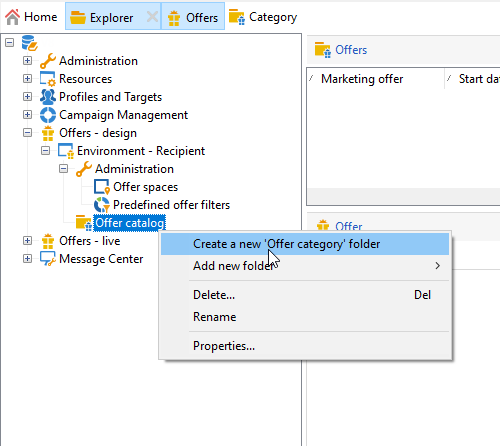 Home Explorer Offers Category
Administration
Resources
Profiles and Targets
Campaign Management
Offers - design
Environment - Recipient
Administration
Offer spaces
Predefined offer filters
Offer catalog
Offers - live
Message Center
Offers
Marketing offer Start da
Offer
Create a new 'Offer category' folder
Add new folder
Delete... Del
Rename
Properties...